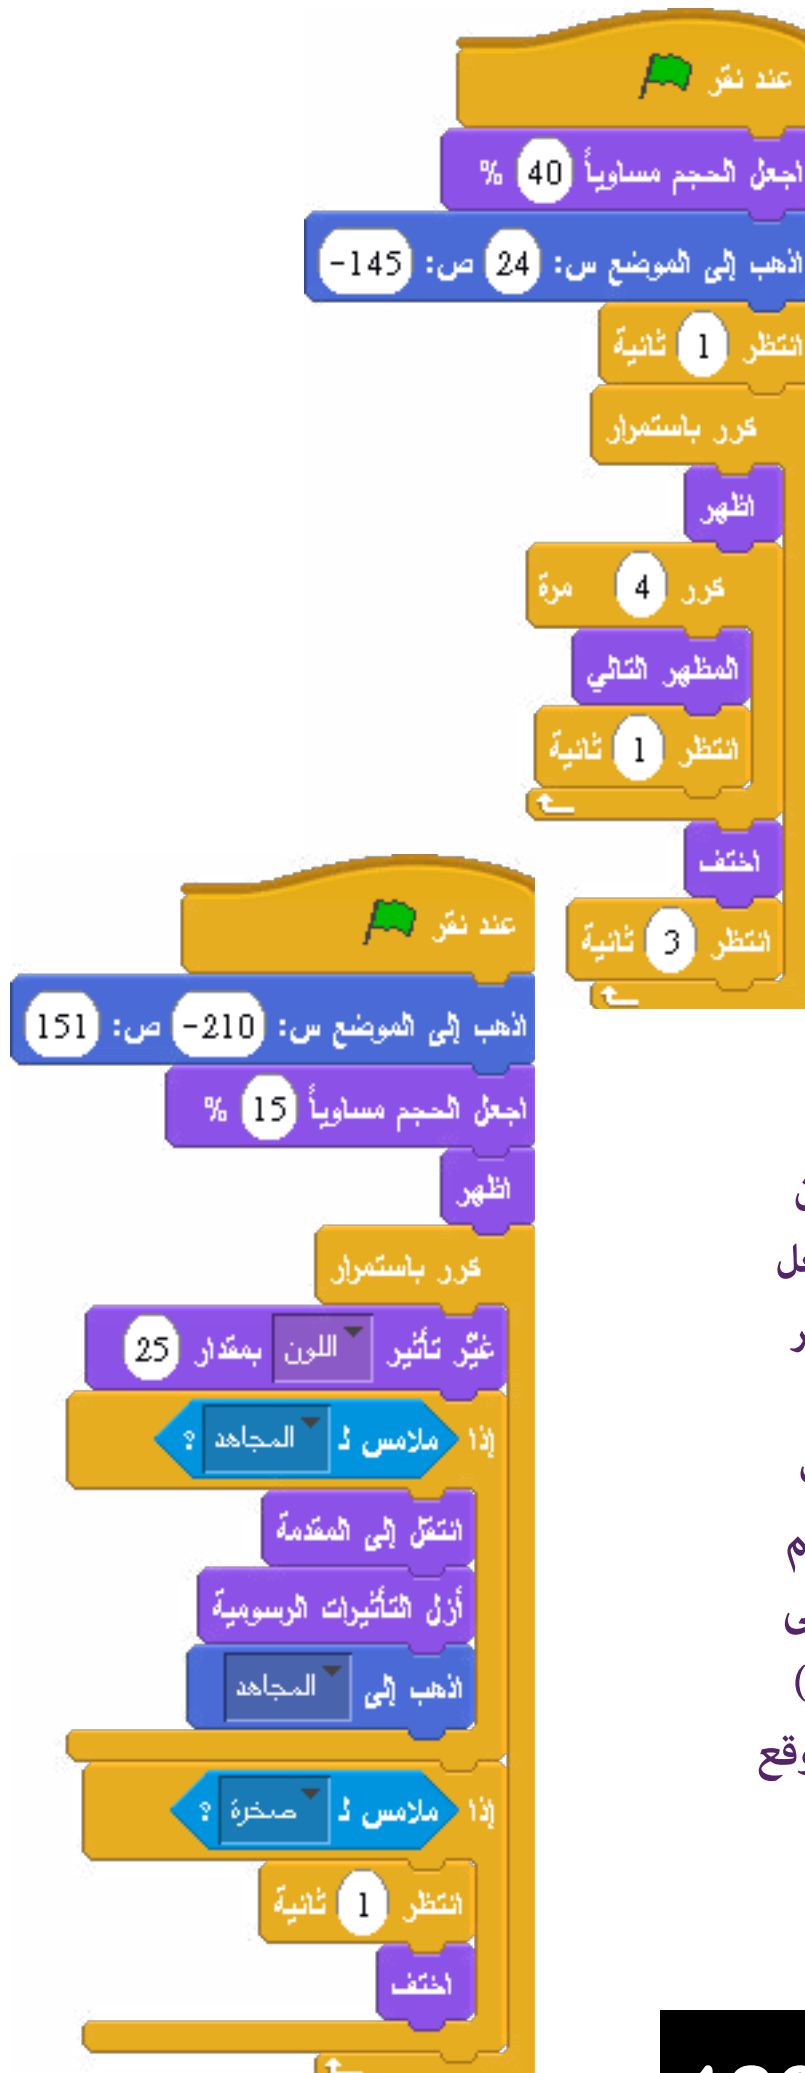 عند نقر
اجعل الحجم مساوياً 40 %
اذهب إلى الموضع س: 24 ص: -145
انتظر 1 ثانية
كرر باستمرار
اظهر
كرر 4 مرة
المظهر التالي
انتظر 1 ثانية
اختف
انتظر 3 ثانية
عند نقر
اذهب إلى الموضع س: -210 ص: 151
اجعل الحجم مساوياً 15 %
اظهر
كرر باستمرار
غيّر تأثير اللون بمقدار 25
إذا ملامس لـ المجاهد ؟
انتقل إلى المقدمة
أزل التأثيرات الرسومية
اذهب إلى المجاهد
إذا ملامس لـ صخرة ؟
انتظر 1 ثانية
اختف